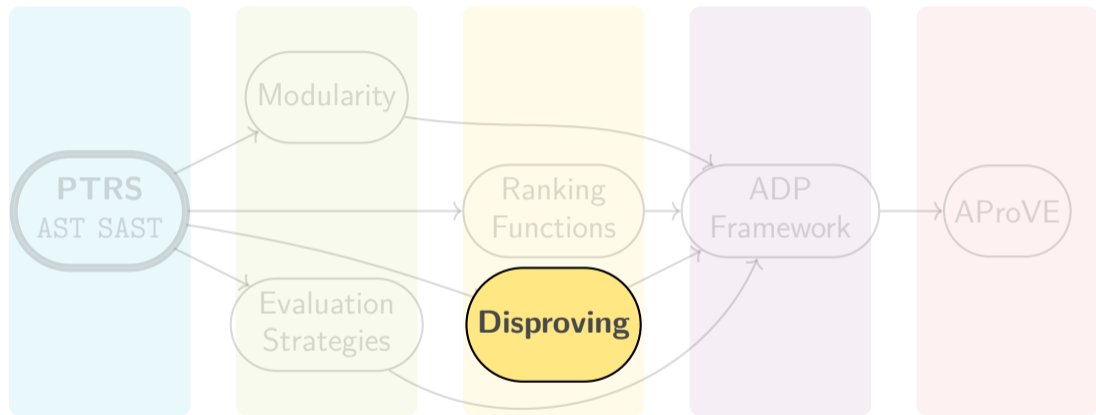 Modularity
PTRS
AST SAST
Ranking
Functions
ADP
Framework
AProVE
Evaluation
Strategies
Disproving